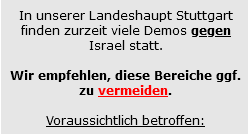 In unserer Landeshaupt Stuttgart
finden zurzeit viele Demos gegen
Israel statt.
Wir empfehlen, diese Bereiche ggf.
zu vermeiden.
Voraussichtlich betroffen: